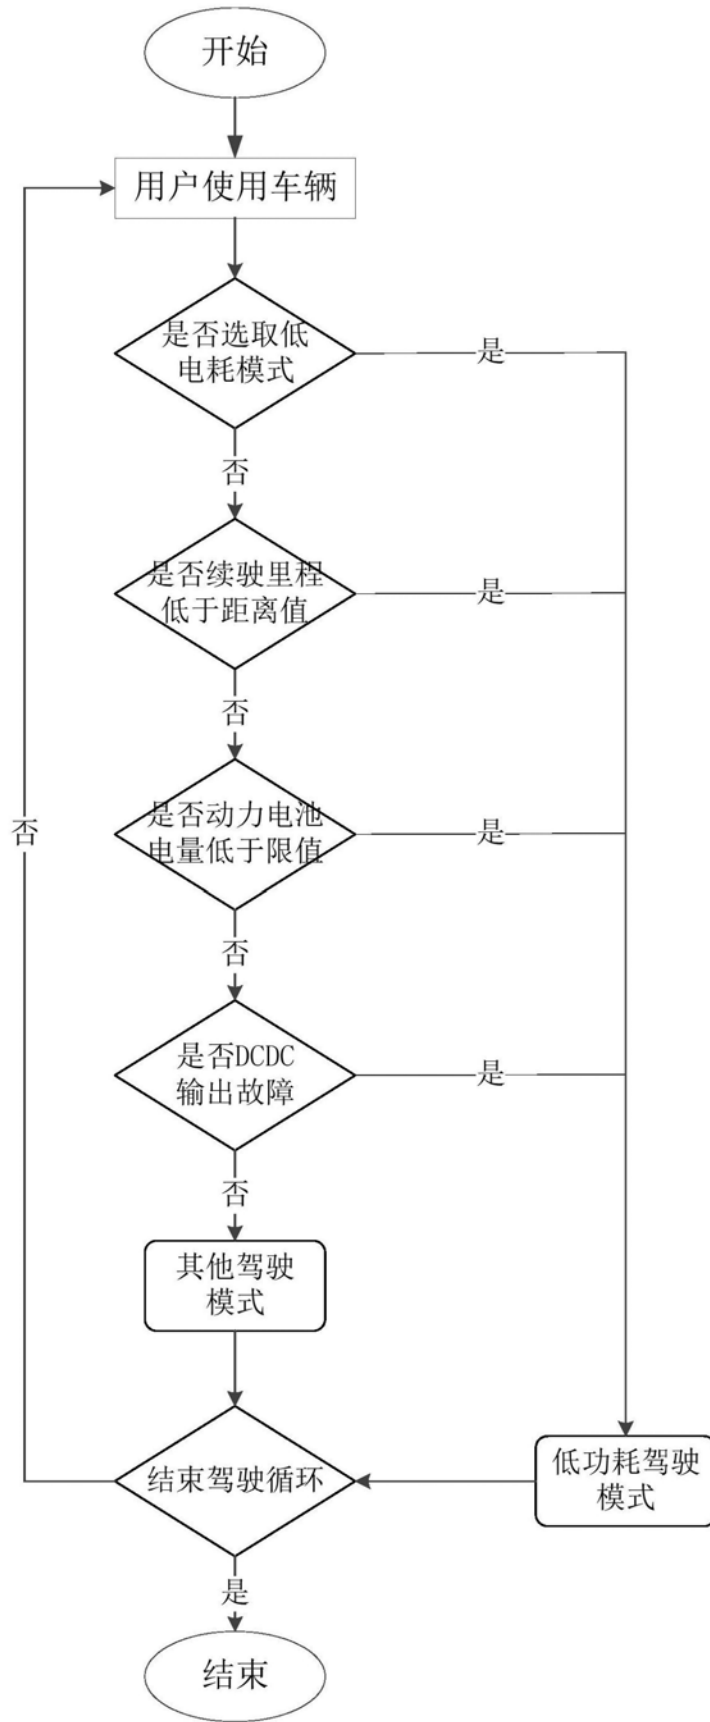 开始
用户使用车辆
是否选取低
电耗模式
是
否
是否续驶里程
低于距离值
是
否
是否动力电池
电量低于限值
是
否
否
是否DCDC
输出故障
是
否
其他驾驶
模式
结束驾驶循环
低功耗驾驶
模式
是
结束